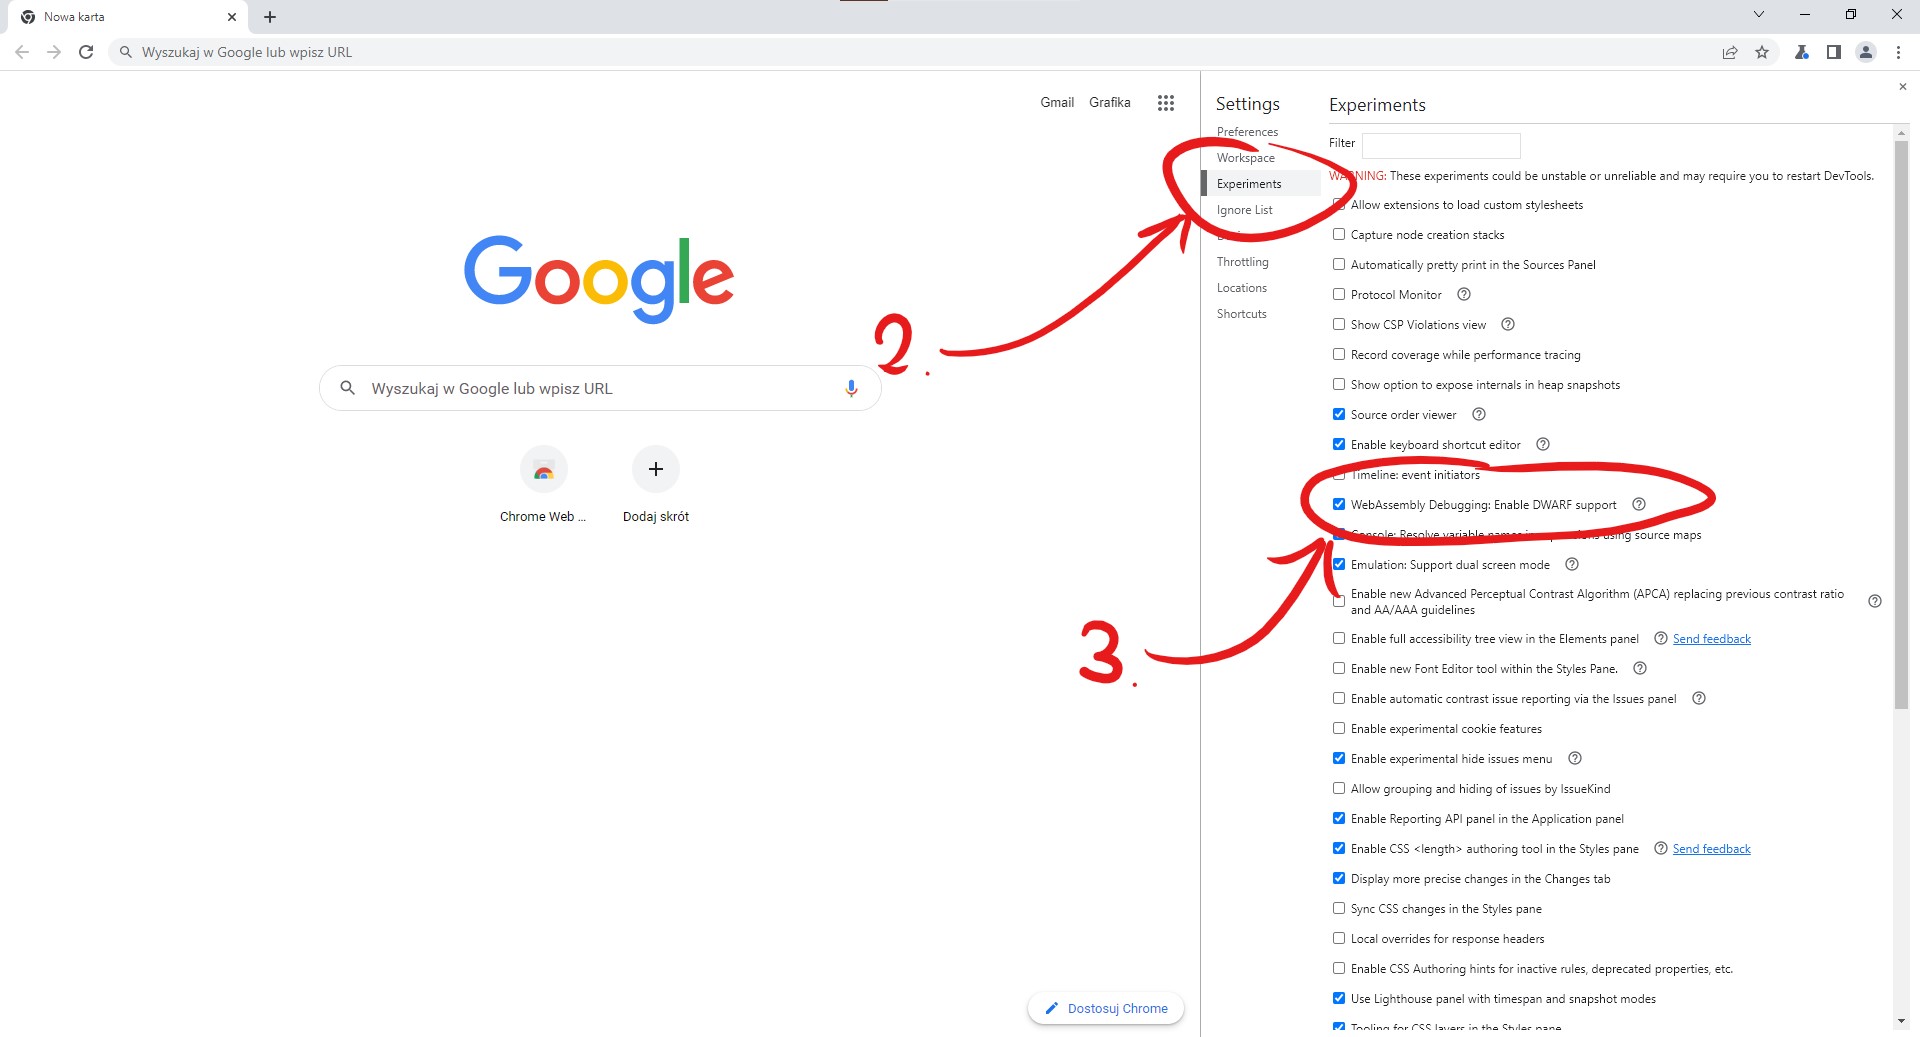 Nowa karta
Wyszukaj w Google lub wpisz URL
Gmail Grafika
Google
Wyszukaj w Google lub wpisz URL
Chrome Web ...
Dodaj skrót
Dostosuj Chrome
2.
3.
Settings
Preferences
Workspace
Experiments
Ignore List
Throttling
Locations
Shortcuts
Experiments
Filter
WARNING: These experiments could be unstable or unreliable and may require you to restart DevTools.
Allow extensions to load custom stylesheets
Capture node creation stacks
Automatically pretty print in the Sources Panel
Protocol Monitor
Show CSP Violations view
Record coverage while performance tracing
Show option to expose internals in heap snapshots
Source order viewer
Enable keyboard shortcut editor
Timeline: event initiators
WebAssembly Debugging: Enable DWARF support
Console: Resolve variable names in expressions using source maps
Emulation: Support dual screen mode
Enable new Advanced Perceptual Contrast Algorithm (APCA) replacing previous contrast ratio
and AA/AAA guidelines
Enable full accessibility tree view in the Elements panel Send feedback
Enable new Font Editor tool within the Styles Pane.
Enable automatic contrast issue reporting via the Issues panel
Enable experimental cookie features
Enable experimental hide issues menu
Allow grouping and hiding of issues by IssueKind
Enable Reporting API panel in the Application panel
Enable CSS <length> authoring tool in the Styles pane Send feedback
Display more precise changes in the Changes tab
Sync CSS changes in the Styles pane
Local overrides for response headers
Enable CSS Authoring hints for inactive rules, deprecated properties, etc.
Use Lighthouse panel with timespan and snapshot modes
Tooling for CSS layers in the Styles pane